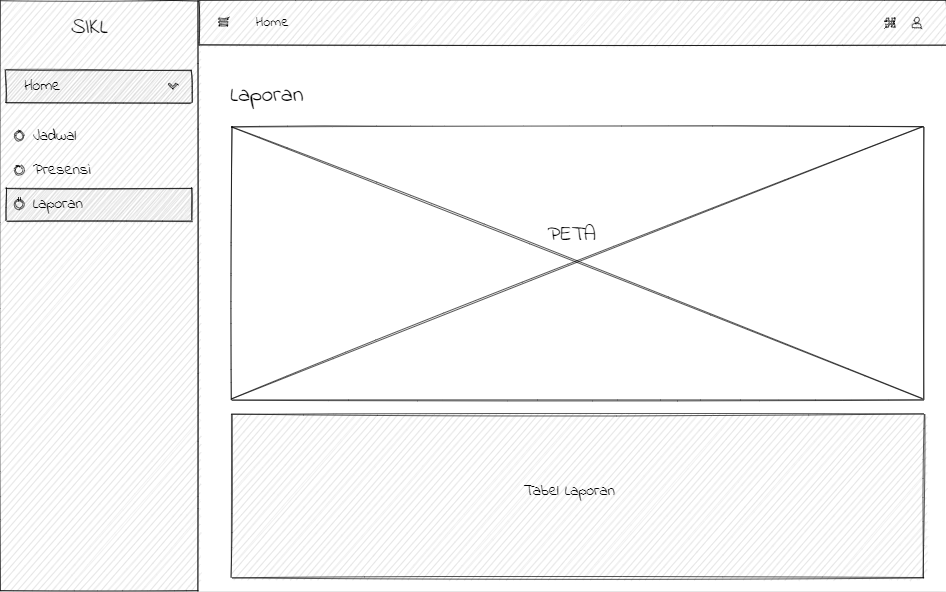 SIKL
Home
Home
Jadwal
Presensi
Laporan
Laporan
PETA
Tabel Laporan